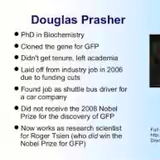 Douglas Prasher
• PhD in Biochemistry
• Cloned the gene for GFP
• Didn't get tenure, left academia
• Laid off from industry job in 2006
due to funding cuts
• Found job as shuttle bus driver for
a car company
• Did not receive the 2008 Nobel
Prize for the discovery of GFP
• Now works as research scientist
for Roger Tsien (who did win the
Nobel Prize for GFP)
Full